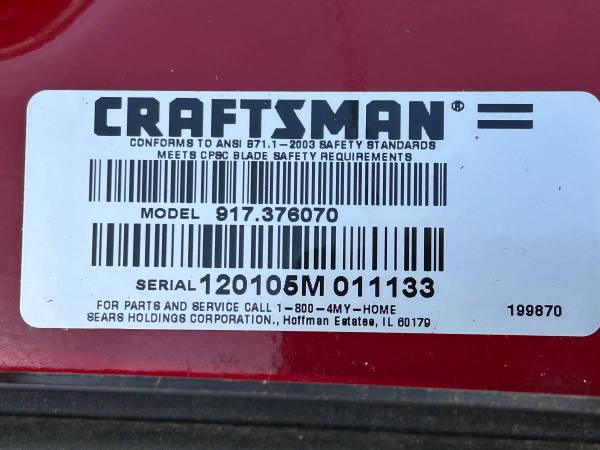 CRAFTSMAN®
CONFORMS TO ANSI B71.1-2003 SAFETY STANDARDS
MEETS CPSC BLADE SAFETY REQUIREMENTS
MODEL 917.376070
SERIAL 120105M 011133
FOR PARTS AND SERVICE CALL 1-800-4MY-HOME
SEARS HOLDINGS CORPORATION., Hoffman Estates, IL 60179
199870